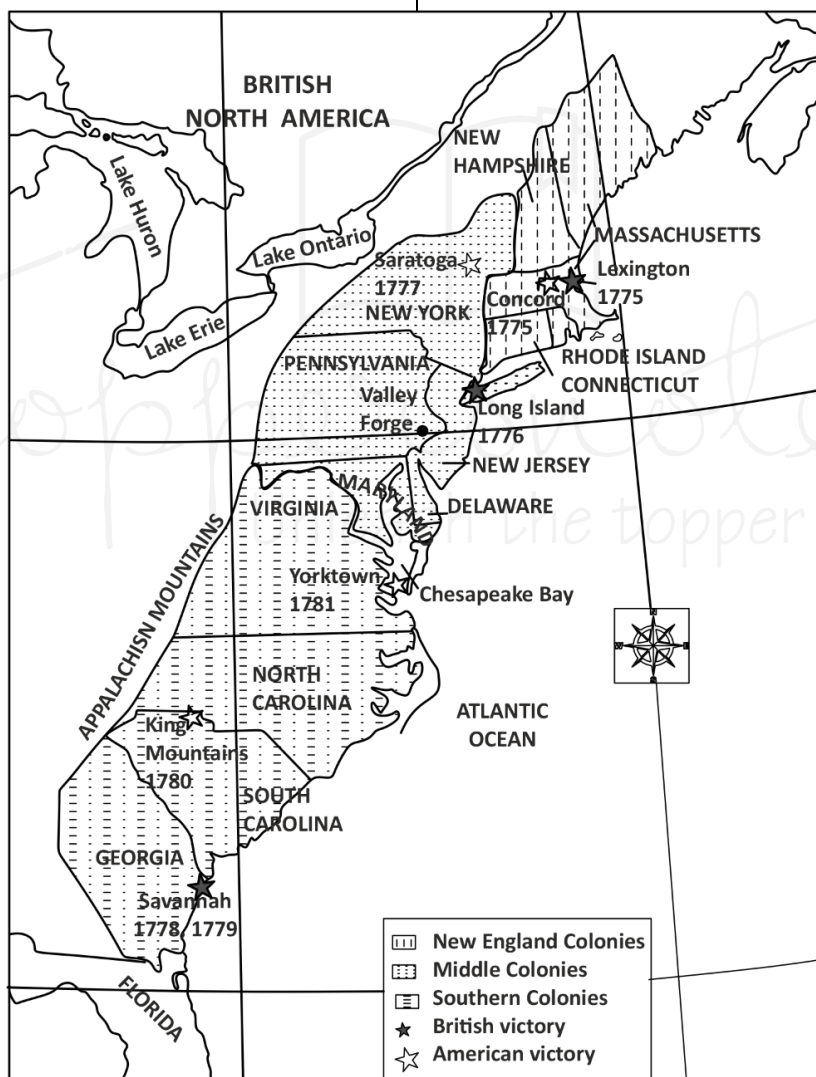 BRITISH
NORTH AMERICA
NEW
HAMPSHIRE
Lake Huron
Lake Ontario
MASSACHUSETTS
Saratoga
1777
Lexington
1775
Concord
1775
NEW YORK
Lake Erie
PENNSYLVANIA
RHODE ISLAND
CONNECTICUT
Valley
Forge
Long Island
1776
NEW JERSEY
MARYLAND
VIRGINIA
DELAWARE
APPALACHISN MOUNTAINS
Yorktown
1781
Chesapeake Bay
NORTH
CAROLINA
ATLANTIC
OCEAN
King
Mountains
1780
SOUTH
CAROLINA
GEORGIA
Savannah
1778 1779
FLORIDA
New England Colonies
Middle Colonies
Southern Colonies
British victory
American victory
the topper